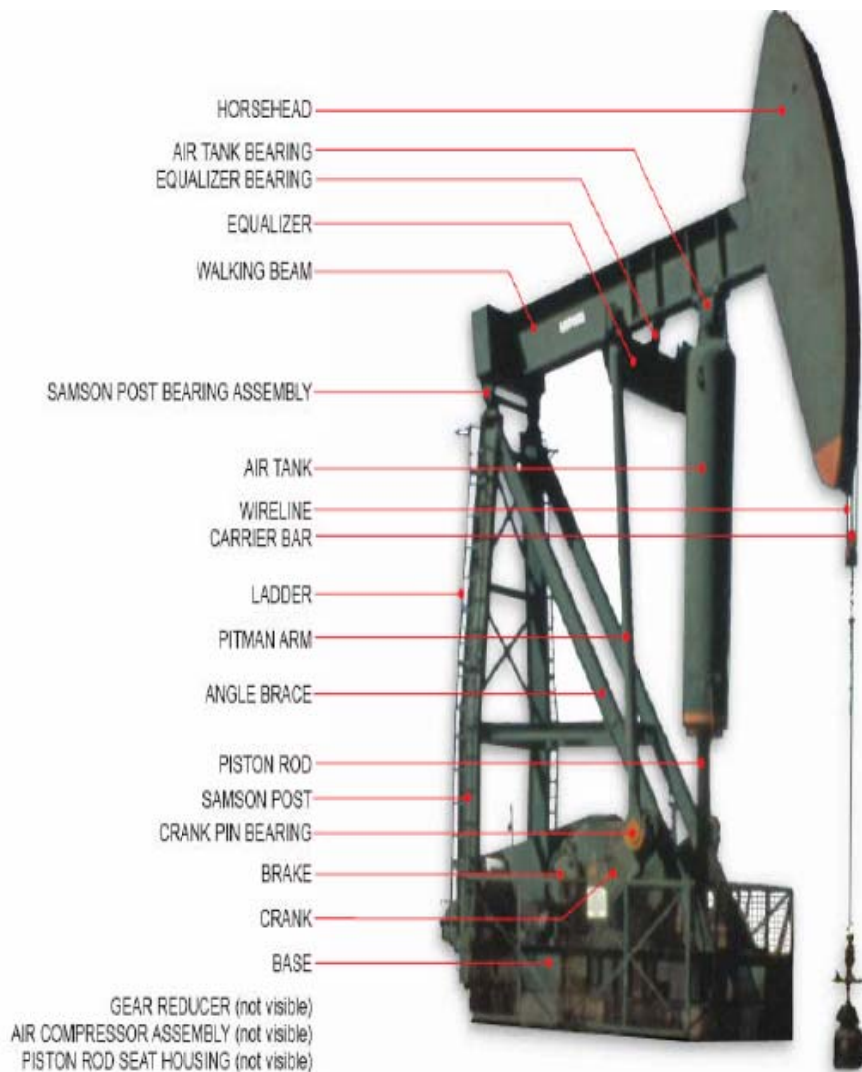 HORSEHEAD
AIR TANK BEARING
EQUALIZER BEARING
EQUALIZER
WALKING BEAM
SAMSON POST BEARING ASSEMBLY
AIR TANK
WIRELINE
CARRIER BAR
LADDER
PITMAN ARM
ANGLE BRACE
PISTON ROD
SAMSON POST
CRANK PIN BEARING
BRAKE
CRANK
BASE
GEAR REDUCER (not visible)
AIR COMPRESSOR ASSEMBLY (not visible)
PISTON ROD SEAT HOUSING (not visible)